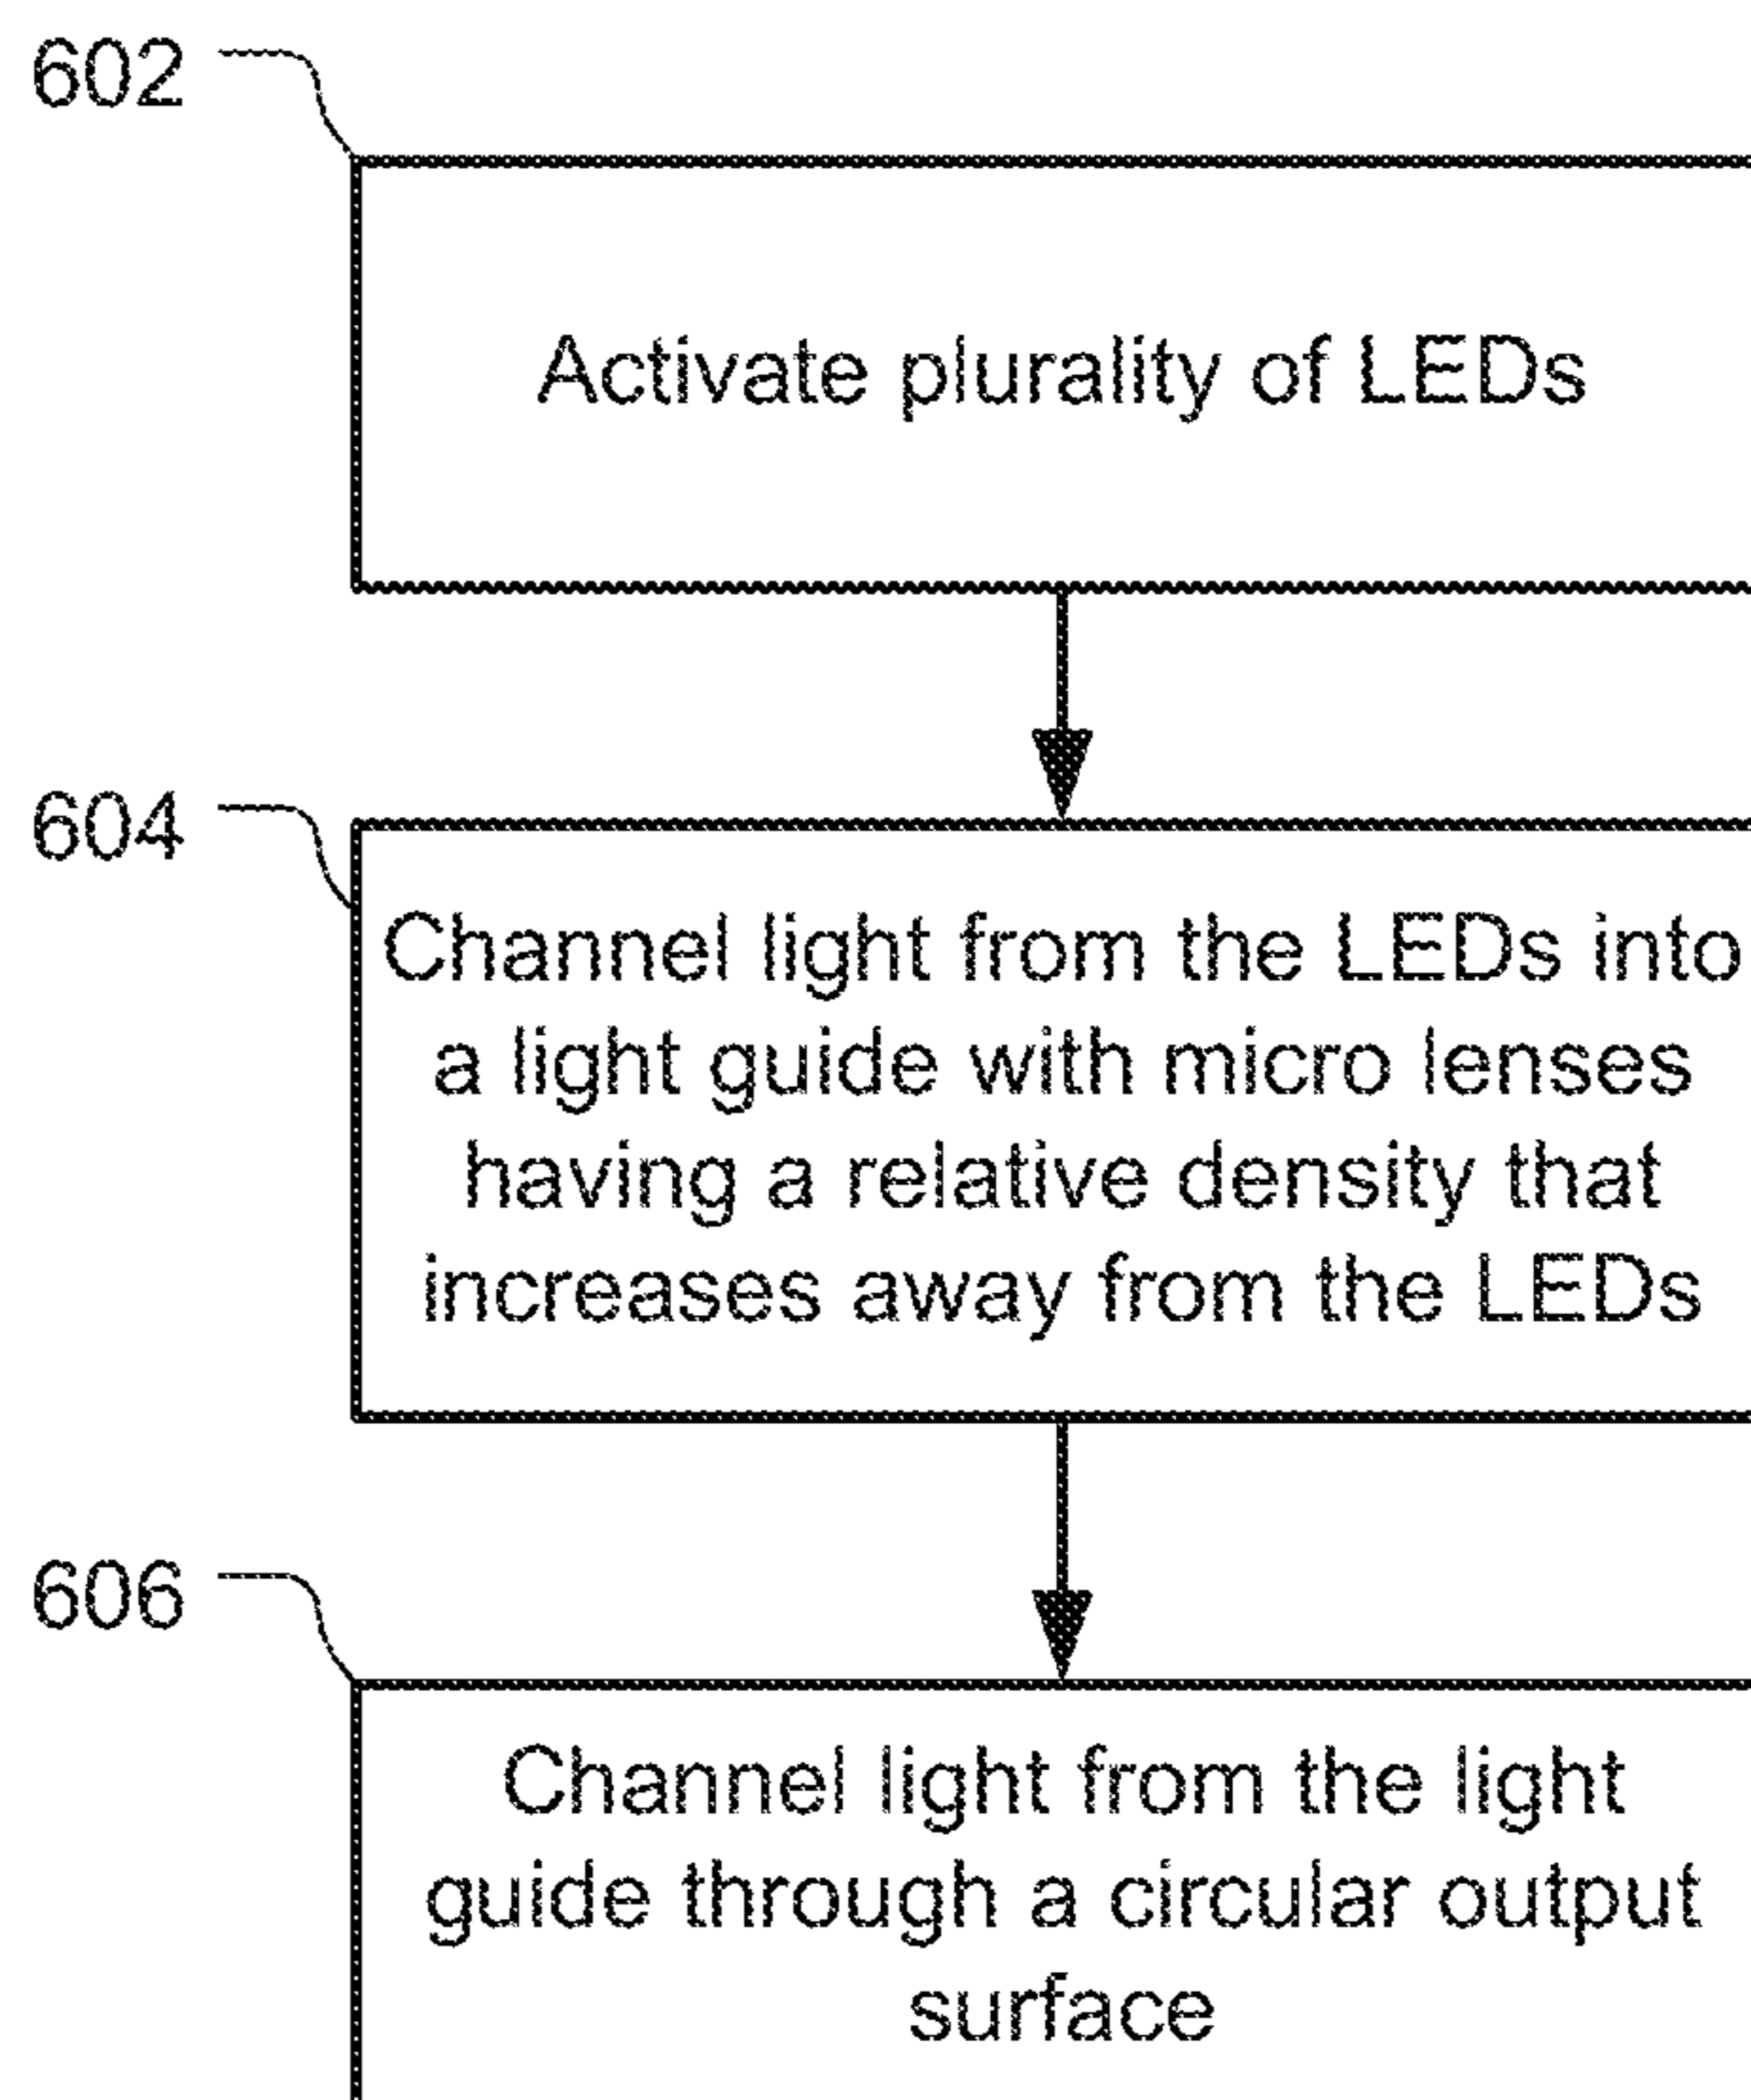 602
Activate plurality of LEDs
604
Channel light from the LEDs into
a light guide with micro lenses
having a relative density that
increases away from the LEDs
606
Channel light from the light
guide through a circular output
surface